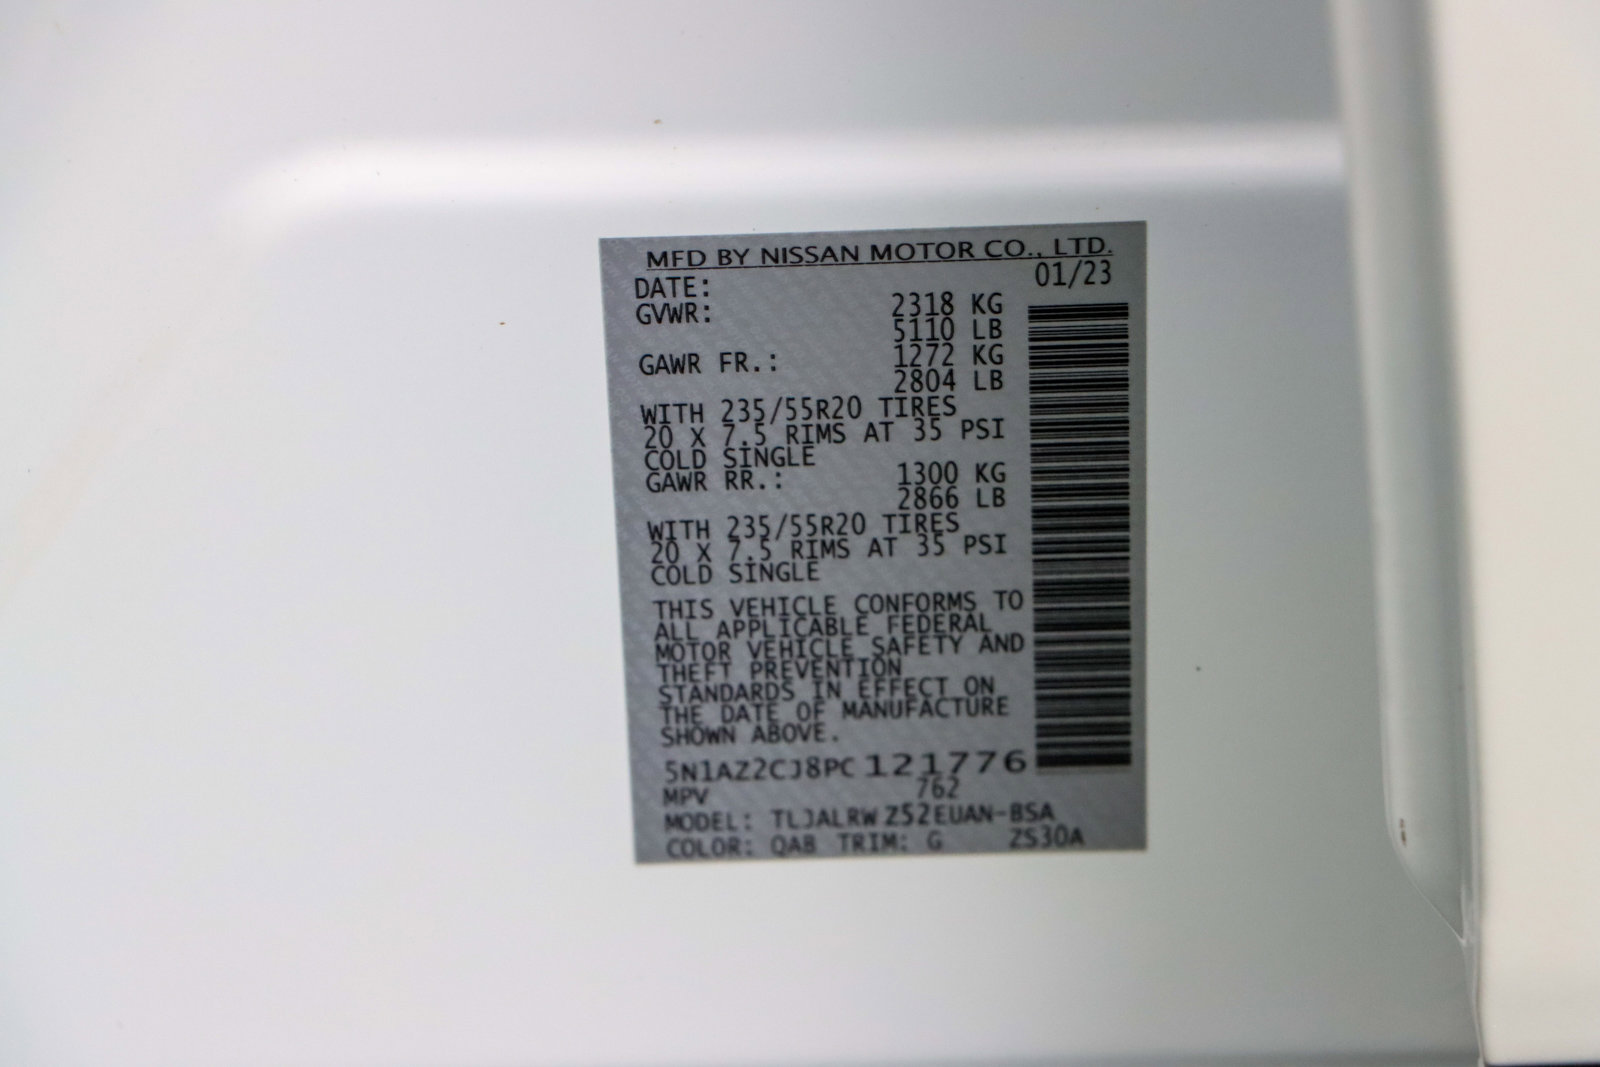 MFD BY NISSAN MOTOR CO., LTD.
DATE: 01/23
GVWR: 2318 KG
5110 LB
GAWR FR.: 1272 KG
2804 LB
WITH 235/55R20 TIRES
20 X 7.5 RIMS AT 35 PSI
COLD SINGLE
GAWR RR.: 1300 KG
2866 LB
WITH 235/55R20 TIRES
20 X 7.5 RIMS AT 35 PSI
COLD SINGLE
THIS VEHICLE CONFORMS TO
ALL APPLICABLE FEDERAL
MOTOR VEHICLE SAFETY AND
THEFT PREVENTION
STANDARDS IN EFFECT ON
THE DATE OF MANUFACTURE
SHOWN ABOVE.
5N1AZ2CJ8PC 121776
MPV 762
MODEL: TLJALRW Z52EUAN-BSA
COLOR: QAB TRIM: G ZS30A